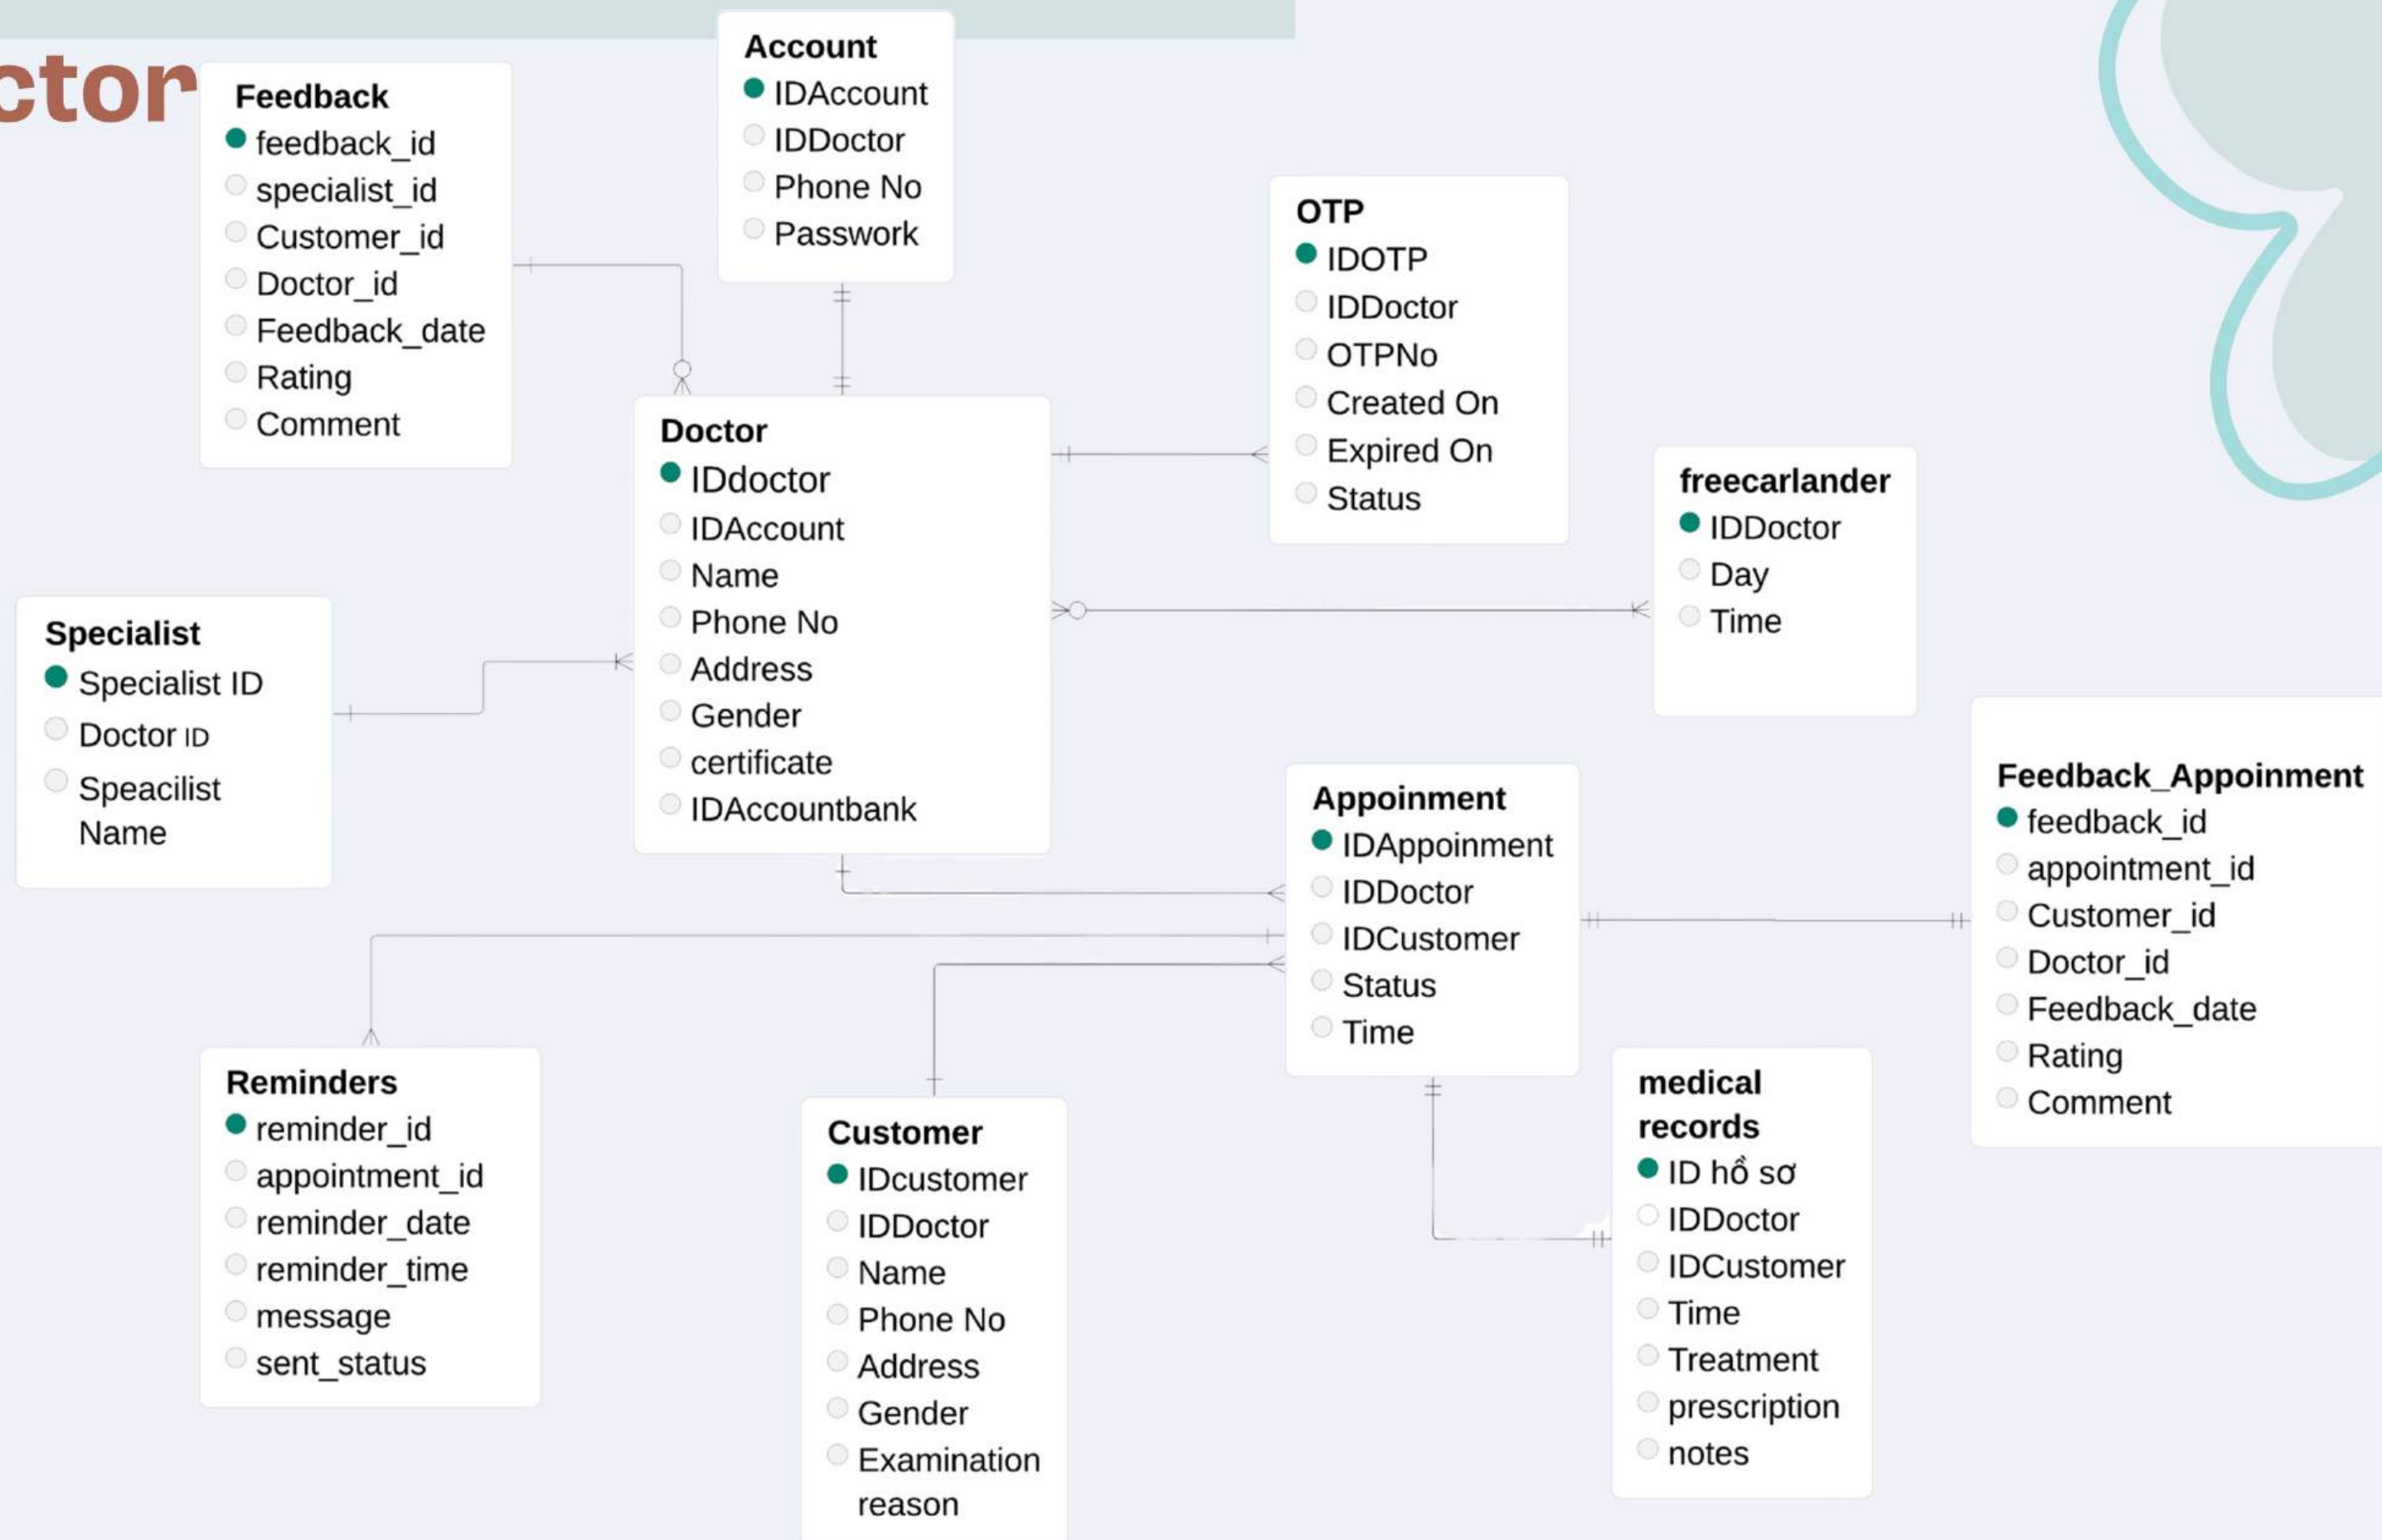 ctor
Feedback
feedback_id
specialist_id
Customer_id
Doctor_id
Feedback_date
Rating
Comment
Account
IDAccount
IDDoctor
Phone No
Passwork
OTP
IDOTP
IDDoctor
OTPNo
Created On
Expired On
Status
Doctor
IDdoctor
IDAccount
Name
Phone No
Address
Gender
certificate
IDAccountbank
freecarlander
IDDoctor
Day
Time
Specialist
Specialist ID
Doctor ID
Speacilist
Name
Appoinment
IDAppoinment
IDDoctor
IDCustomer
Status
Time
Feedback_Appoinment
feedback_id
appointment_id
Customer_id
Doctor_id
Feedback_date
Rating
Comment
Reminders
reminder_id
appointment_id
reminder_date
reminder_time
message
sent_status
Customer
IDcustomer
IDDoctor
Name
Phone No
Address
Gender
Examination
reason
medical
records
ID hồ sơ
IDDoctor
IDCustomer
Time
Treatment
prescription
notes